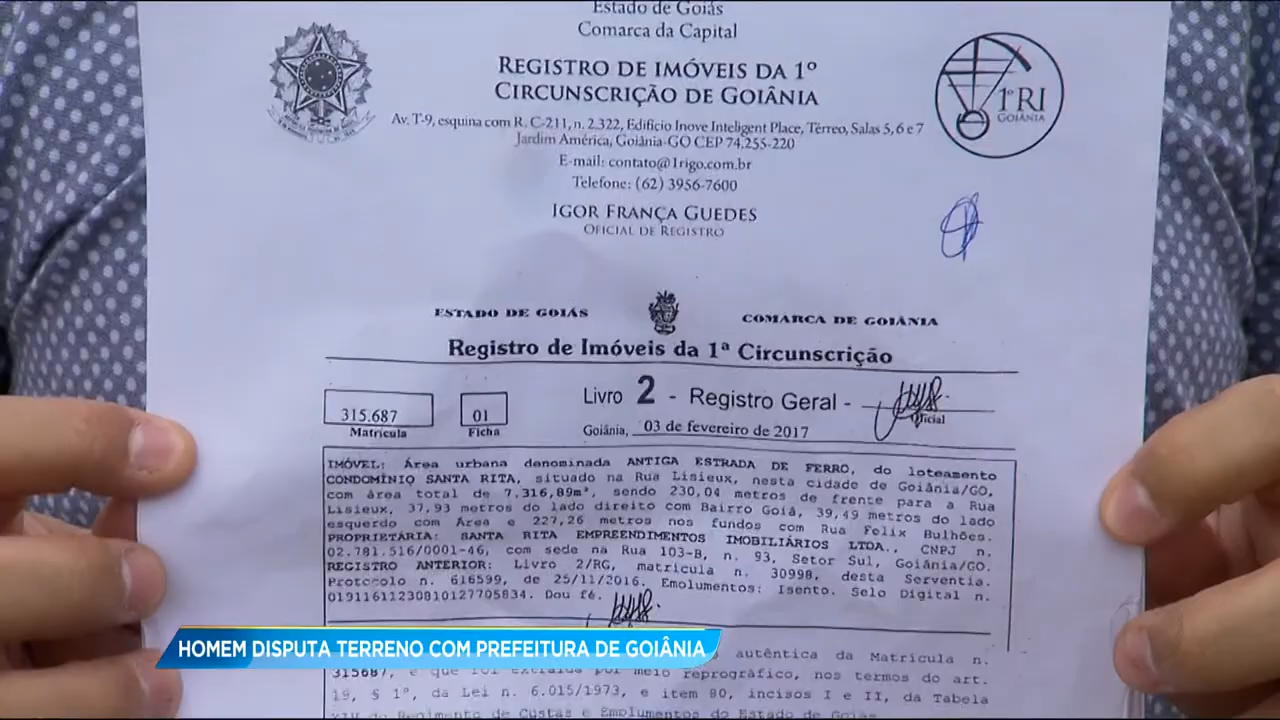 Estado de Goiás
Comarca da Capital
REGISTRO DE IMÓVEIS DA 1º
CIRCUNSCRIÇÃO DE GOIÂNIA
1ºRI
GOIÂNIA
Av. T-9, esquina com R. C-211, n. 2.322, Edifício Inove Inteligent Place, Térreo, Salas 5, 6 e 7
Jardim América, Goiânia-GO CEP 74.255-220
E-mail: contato@1rigo.com.br
Telefone: (62) 3956-7600
IGOR FRANÇA GUEDES
OFICIAL DE REGISTRO
ESTADO DE GOIÁS COMARCA DE GOIÂNIA
Registro de Imóveis da 1ª Circunscrição
315.687
Matrícula
01
Ficha
Livro 2 - Registro Geral -
Oficial
Goiânia, 03 de fevereiro de 2017
IMÓVEL: Área urbana denominada ANTIGA ESTRADA DE FERRO, do loteamento
CONDOMÍNIO SANTA RITA, situado na Rua Lisieux, nesta cidade de Goiânia/GO,
com área total de 7.316,89m², sendo 230,04 metros de frente para a Rua
Lisieux, 37,93 metros do lado direito com Bairro Goiá, 39,49 metros do lado
esquerdo com Área e 227,26 metros nos fundos com Rua Felix Bulhões.
PROPRIETÁRIA: SANTA RITA EMPREENDIMENTOS IMOBILIÁRIOS LTDA., CNPJ n.
02.781.516/0001-46, com sede na Rua 103-B, n. 93, Setor Sul, Goiânia/GO.
REGISTRO ANTERIOR: Livro 2/RG, matrícula n. 30998, desta Serventia.
Protocolo n. 616599, de 25/11/2016. Emolumentos: Isento. Selo Digital n.
01911611230810127705834. Dou fé.
HOMEM DISPUTA TERRENO COM PREFEITURA DE GOIÂNIA
autêntica da Matrícula n.
315687, e que foi extraída por meio reprográfico, nos termos do art.
19, § 1º, da Lei n. 6.015/1973, e item 80, incisos I e II, da Tabela
XIV do Regimento de Custas e Emolumentos do Estado de Goiás